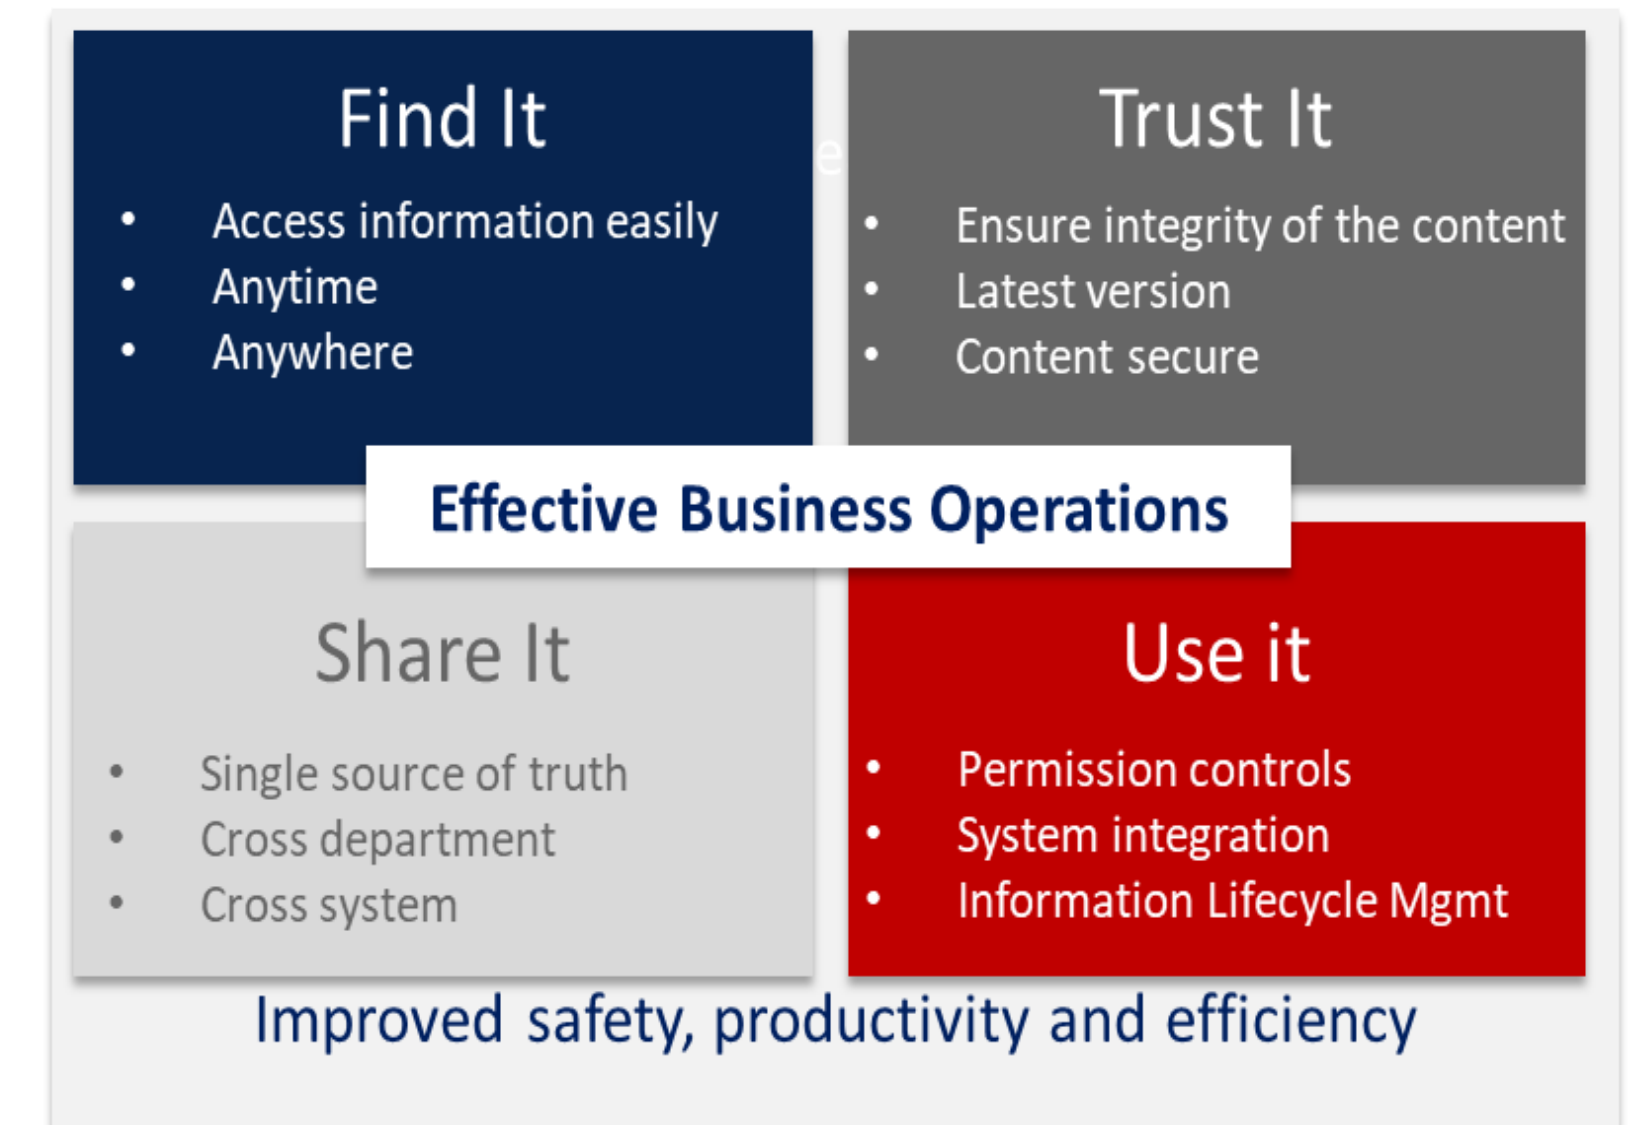 Find It
• Access information easily
• Anytime
• Anywhere
e
Trust It
• Ensure integrity of the content
• Latest version
• Content secure
Effective Business Operations
Share It
• Single source of truth
• Cross department
• Cross system
Use it
• Permission controls
• System integration
• Information Lifecycle Mgmt
Improved safety, productivity and efficiency